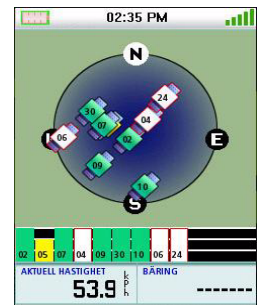 02:35 PM
N
24
30
04
07
06
02
E
09
10
S
02 05 07 04 09 30 10 06 24
AKTUELL HASTIGHET
BÄRING
53.9 kph
-------